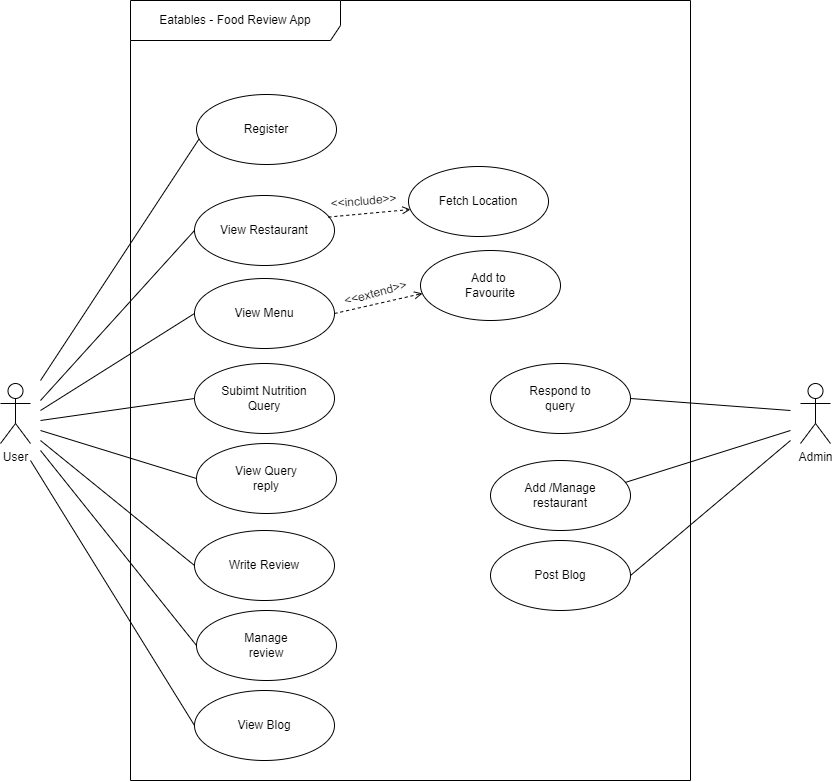 Eatables - Food Review App
Register
<<include>>
Fetch Location
View Restaurant
Add to
Favourite
<<extend>>
View Menu
Subimt Nutrition
Query
Respond to
query
User
Admin
View Query
reply
Add /Manage
restaurant
Write Review
Post Blog
Manage
review
View Blog